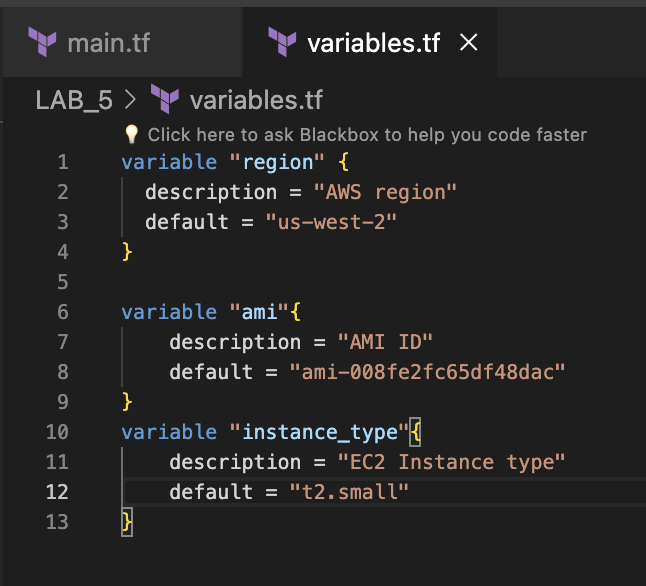 main.tf
variables.tf
LAB_5 > variables.tf
Click here to ask Blackbox to help you code faster
1 variable "region" {
2   description = "AWS region"
3   default = "us-west-2"
4 }
5
6 variable "ami"{
7     description = "AMI ID"
8     default = "ami-008fe2fc65df48dac"
9 }
10 variable "instance_type"{
11     description = "EC2 Instance type"
12     default = "t2.small"
13 }